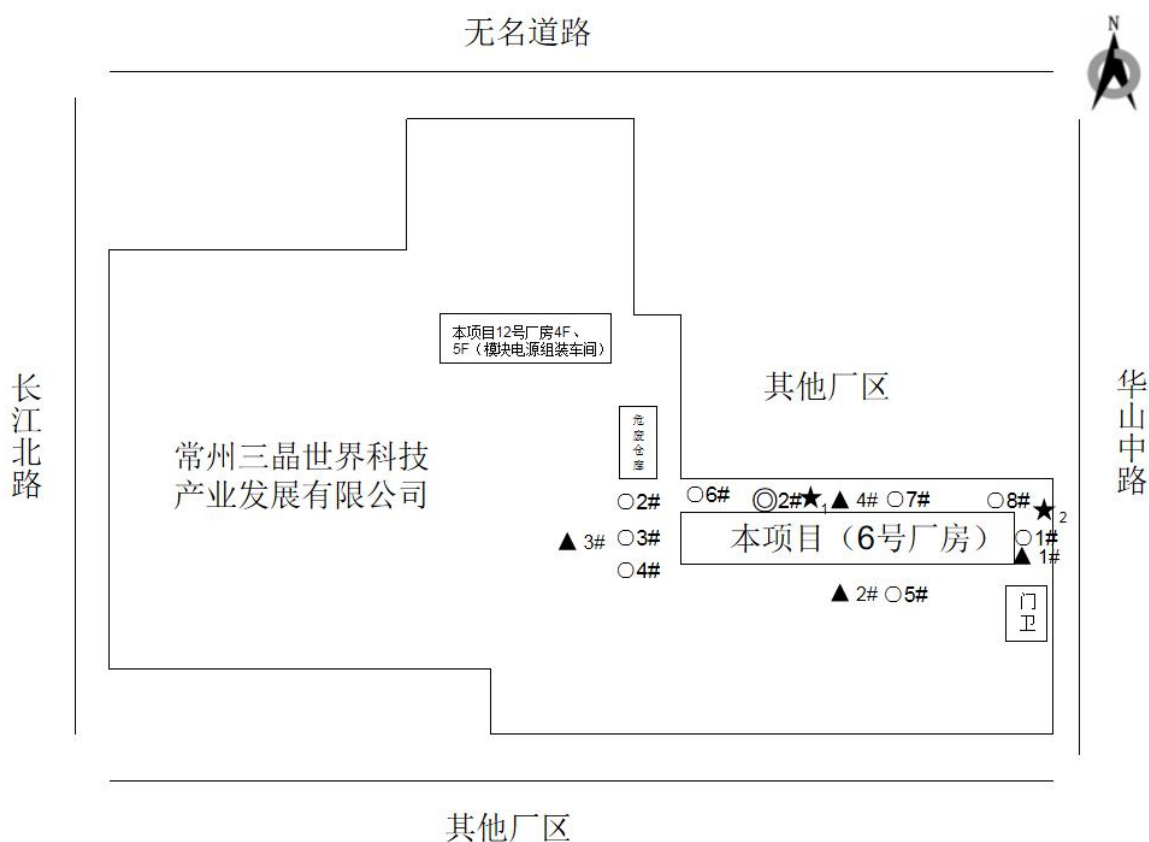 无名道路
N
本项目12号厂房4F、
5F（模块电源组装车间）
长江北路
其他厂区
华山中路
危废仓库
常州三晶世界科技
产业发展有限公司
○2#
○6#
◎2#
★1
▲4#
○7#
○8#
★2
▲3#
○3#
本项目（6号厂房）
○1#
▲1#
○4#
▲2#
○5#
门卫
其他厂区